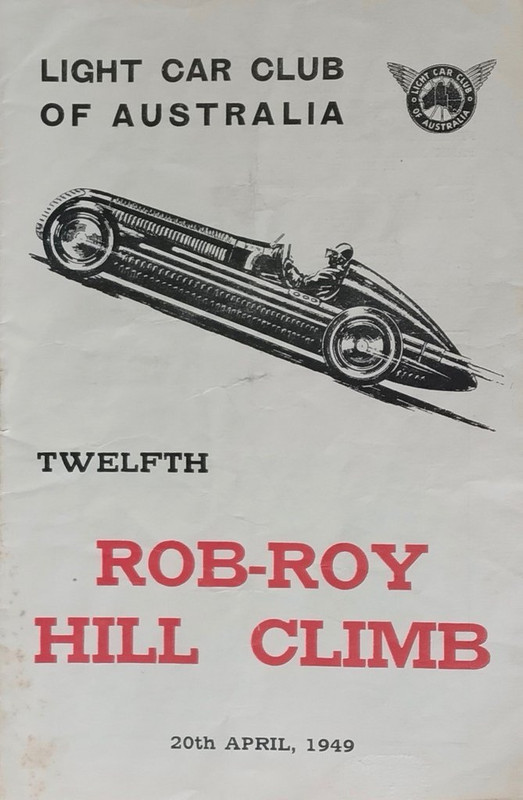 LIGHT CAR CLUB
OF AUSTRALIA
LIGHT CAR CLUB
OF AUSTRALIA
TWELFTH
ROB-ROY
HILL CLIMB
20th APRIL, 1949